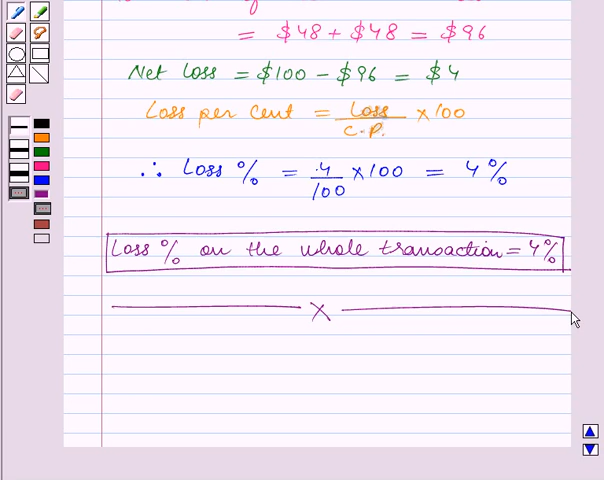 = $48 + $48 = $96
Net Loss = $100 - $96 = $4
Loss per cent = Loss/C.P. × 100
∴ Loss % = 4/100 × 100 = 4%
Loss % on the whole transaction = 4%